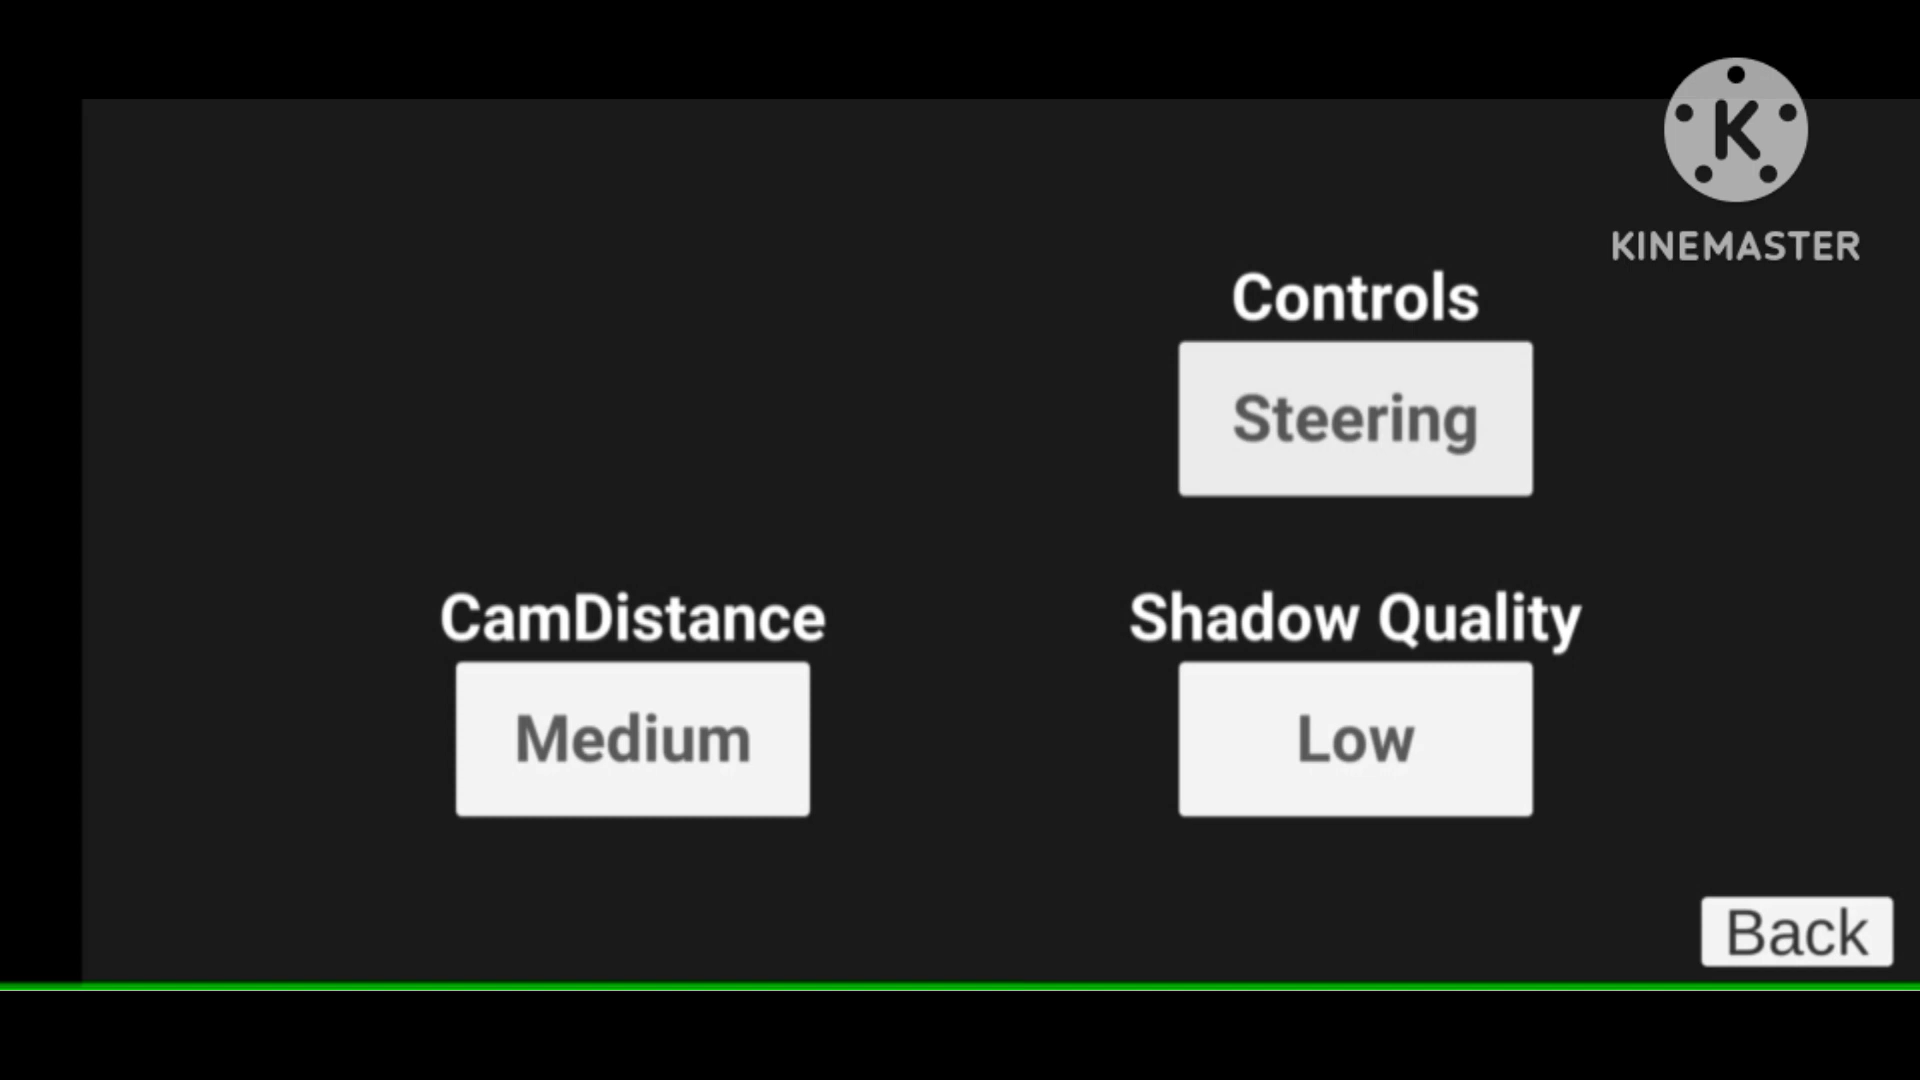 K
KINEMASTER
Controls
Steering
CamDistance
Shadow Quality
Medium
Low
Back